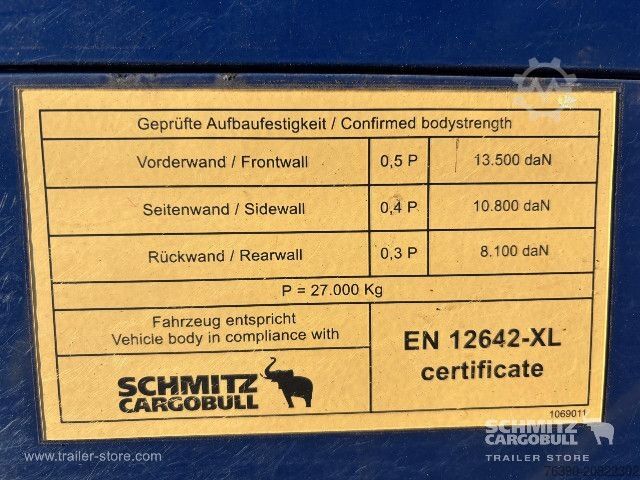 Geprüfte Aufbaufestigkeit / Confirmed bodystrength
Vorderwand / Frontwall 0,5 P 13.500 daN
Seitenwand / Sidewall 0,4 P 10.800 daN
Rückwand / Rearwall 0,3 P 8.100 daN
P = 27.000 Kg
Fahrzeug entspricht
Vehicle body in compliance with
SCHMITZ
CARGOBULL
EN 12642-XL
certificate
1069011
SCHMITZ
CARGOBULL
TRAILER STORE
www.trailer-store.com